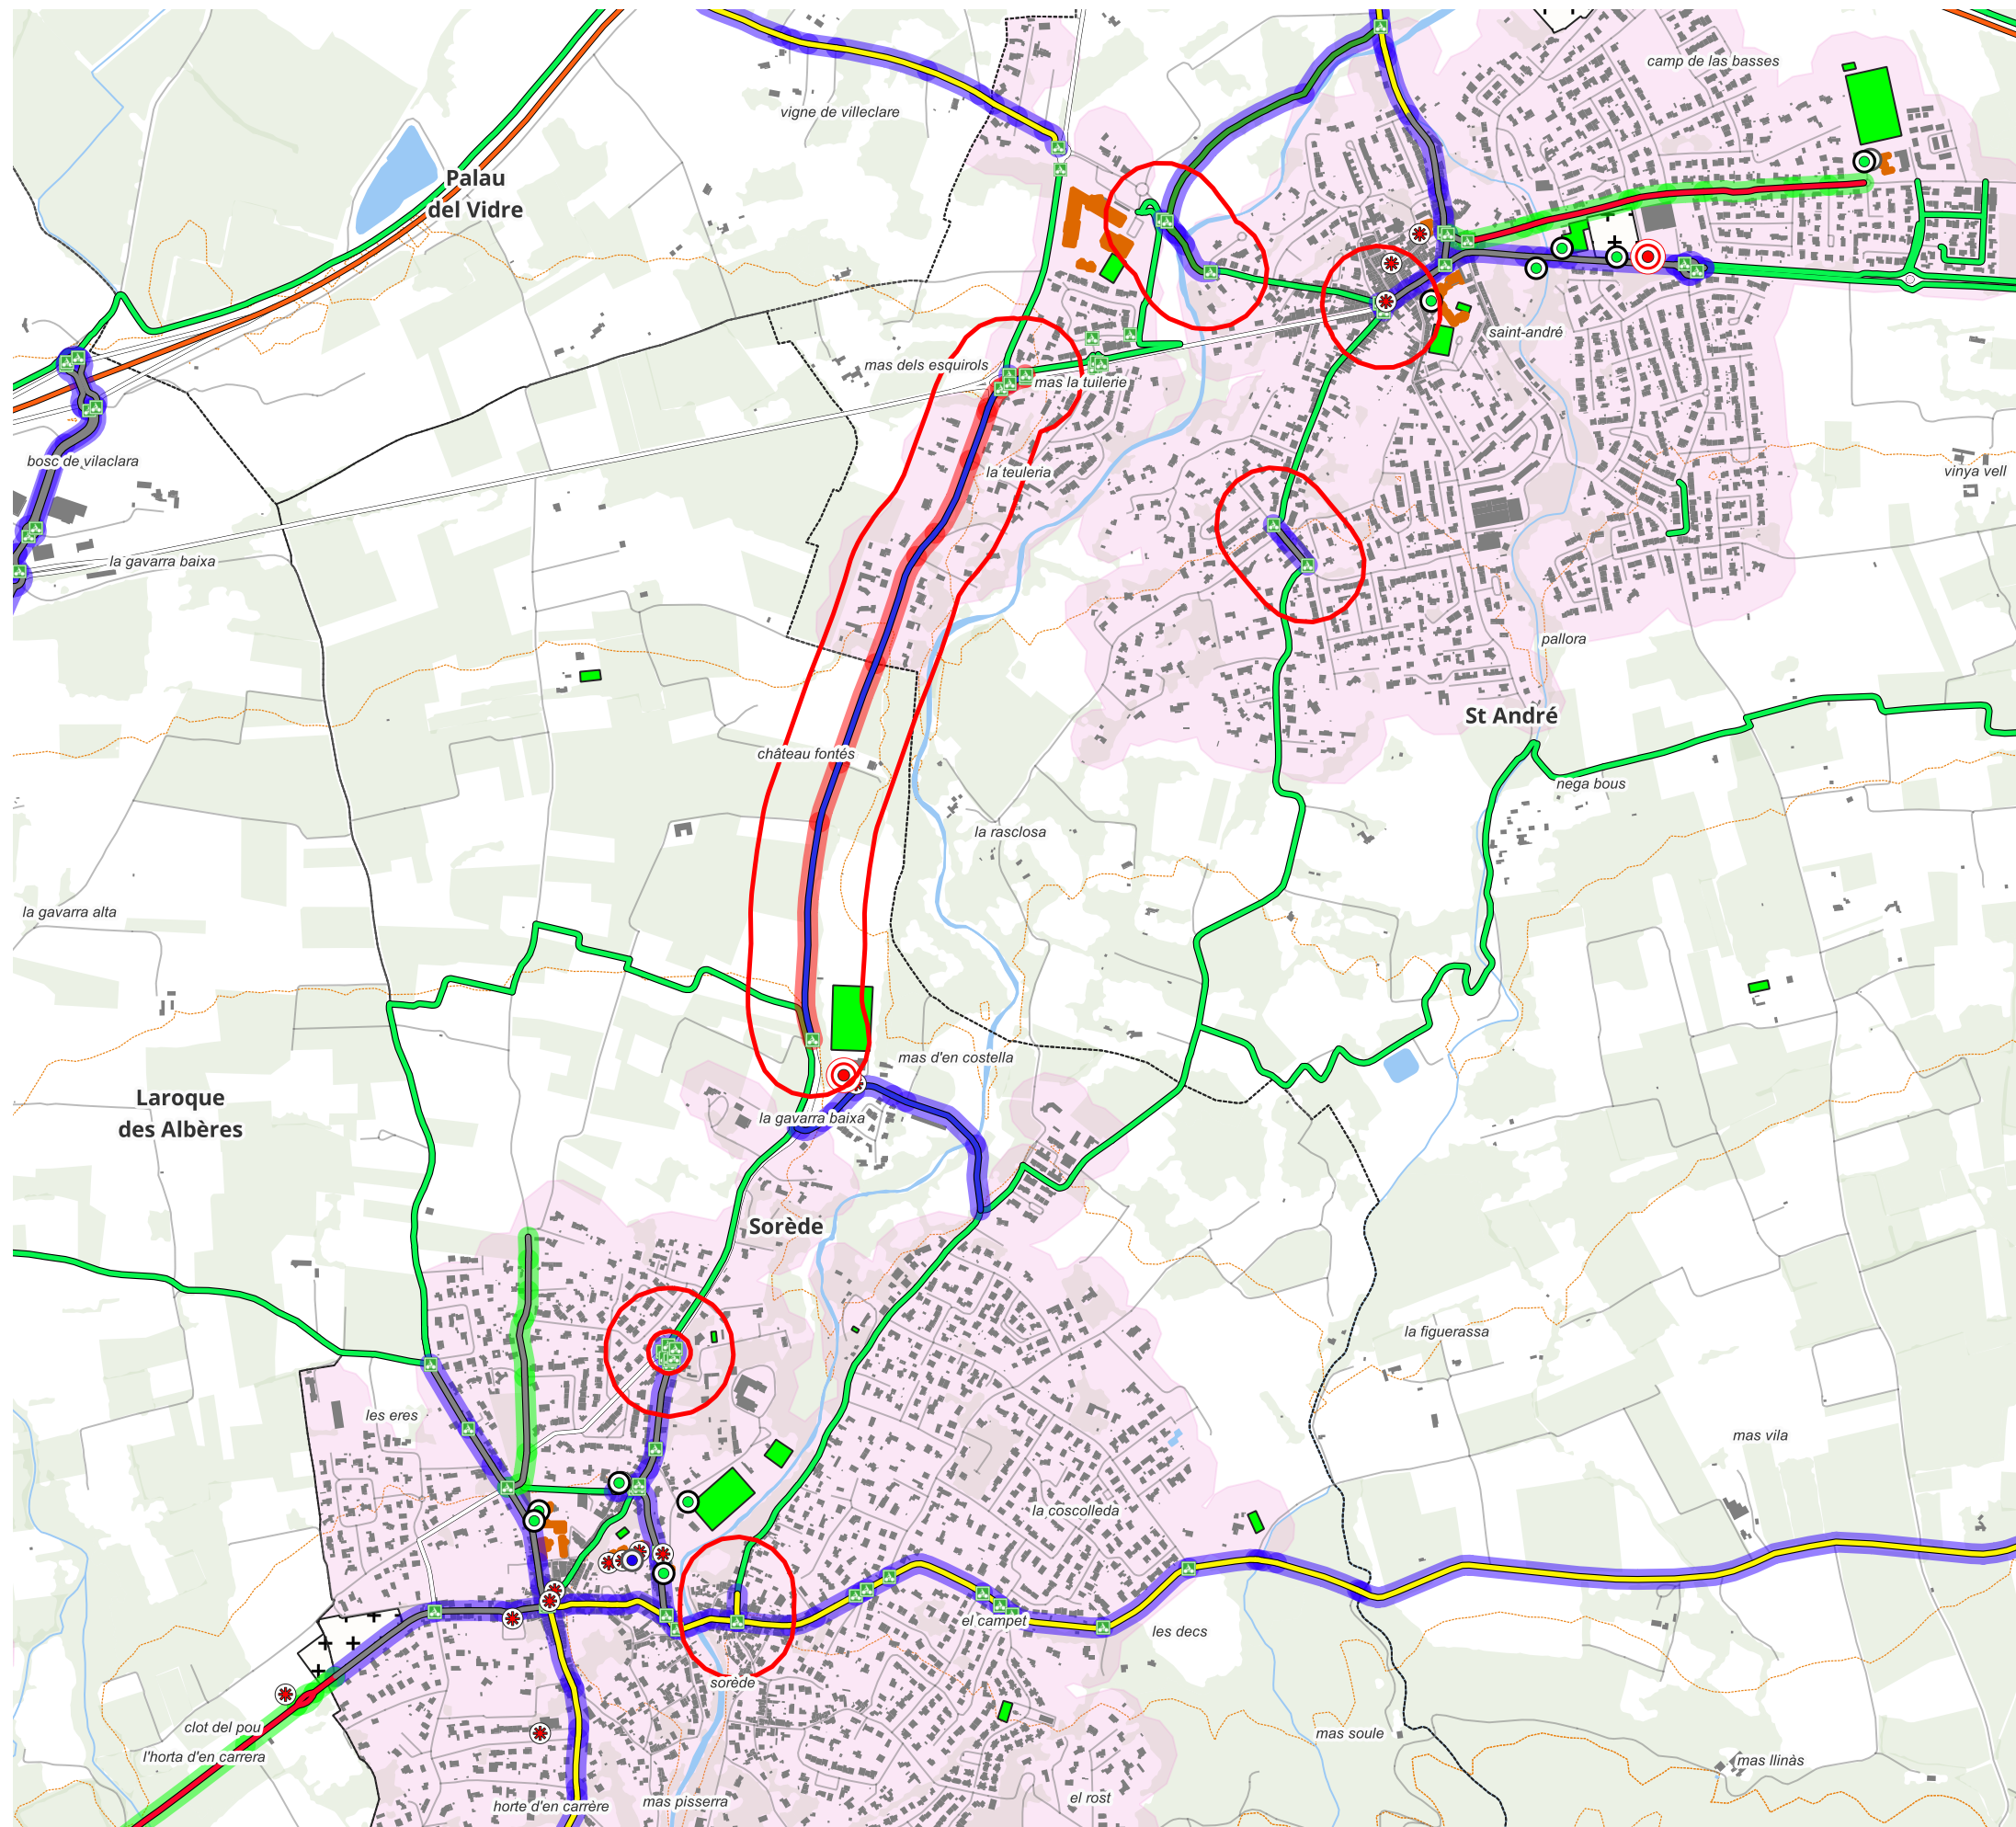 camp de las basses
vigne de villeclare
Palau
del Vidre
saint-andré
mas dels esquirols
mas la tuilerie
bosc de vilaclara
la teuleria
vinya vell
la gavarra baixa
pallora
St André
château fontés
nega bous
la rasclosa
la gavarra alta
mas d'en costella
Laroque
des Albères
la gavarra baixa
Sorède
la figuerassa
les eres
mas vila
la coscolleda
el campet
les decs
sorède
clot del pou
mas soule
l'horta d'en carrera
mas llinàs
el rost
mas pisserra
horte d'en carrère